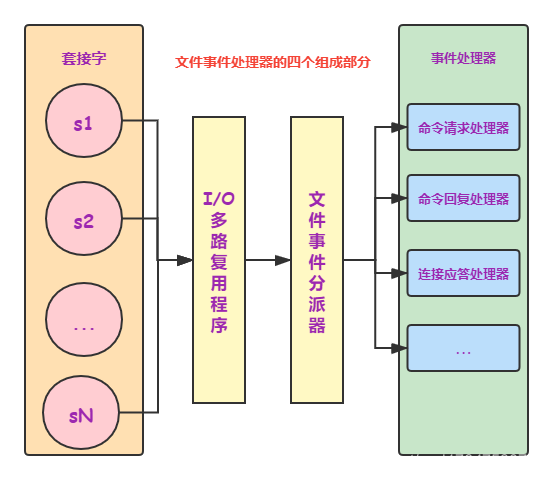 文件事件处理器的四个组成部分
套接字
s1
s2
...
sN
I/O
多
路
复
用
程
序
文
件
事
件
分
派
器
事件处理器
命令请求处理器
命令回复处理器
连接应答处理器
...